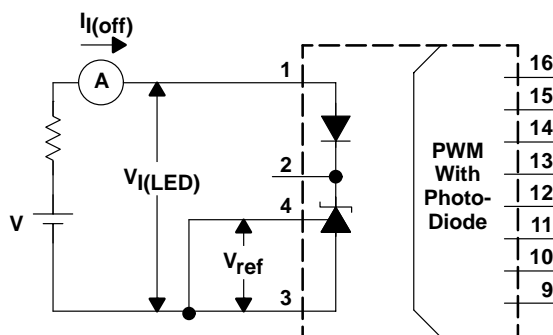 I I(off)
A
1
16
15
14
13
12
11
10
9
V I(LED)
2
4
PWM
With
Photo-
Diode
V
V ref
3